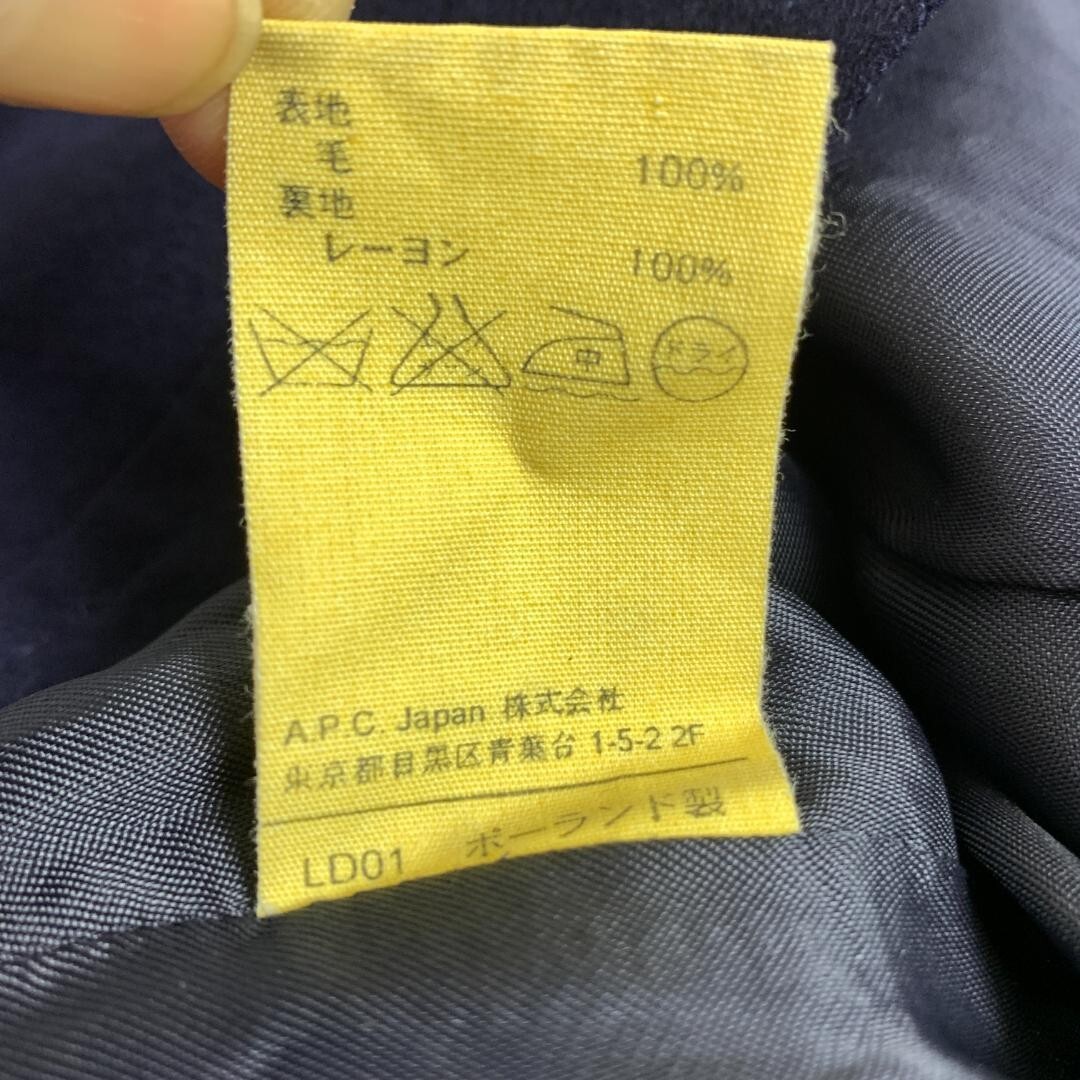 表地
毛 100%
裏地
レーヨン 100%
中 ドライ
A.P.C. Japan 株式会社
東京都目黒区青葉台 1-5-2 2F
LD01 ポーランド製